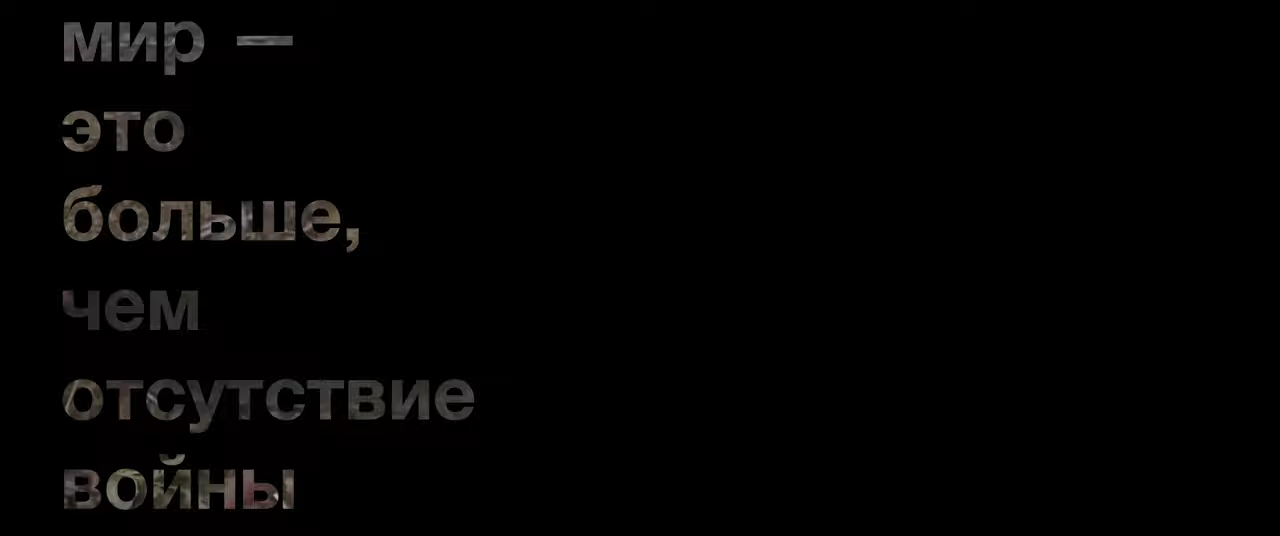 мир —
это
больше,
чем
отсутствие
войны